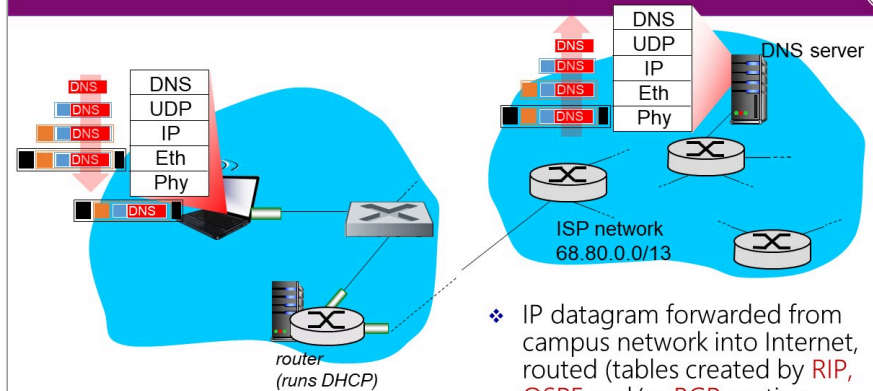 DNS
DNS
DNS
DNS
DNS
DNS
UDP
IP
Eth
Phy
DNS
DNS
DNS
DNS
DNS
UDP
IP
Eth
Phy
DNS server
ISP network
68.80.0.0/13
router
(runs DHCP)
❖ IP datagram forwarded from
campus network into Internet,
routed (tables created by RIP,